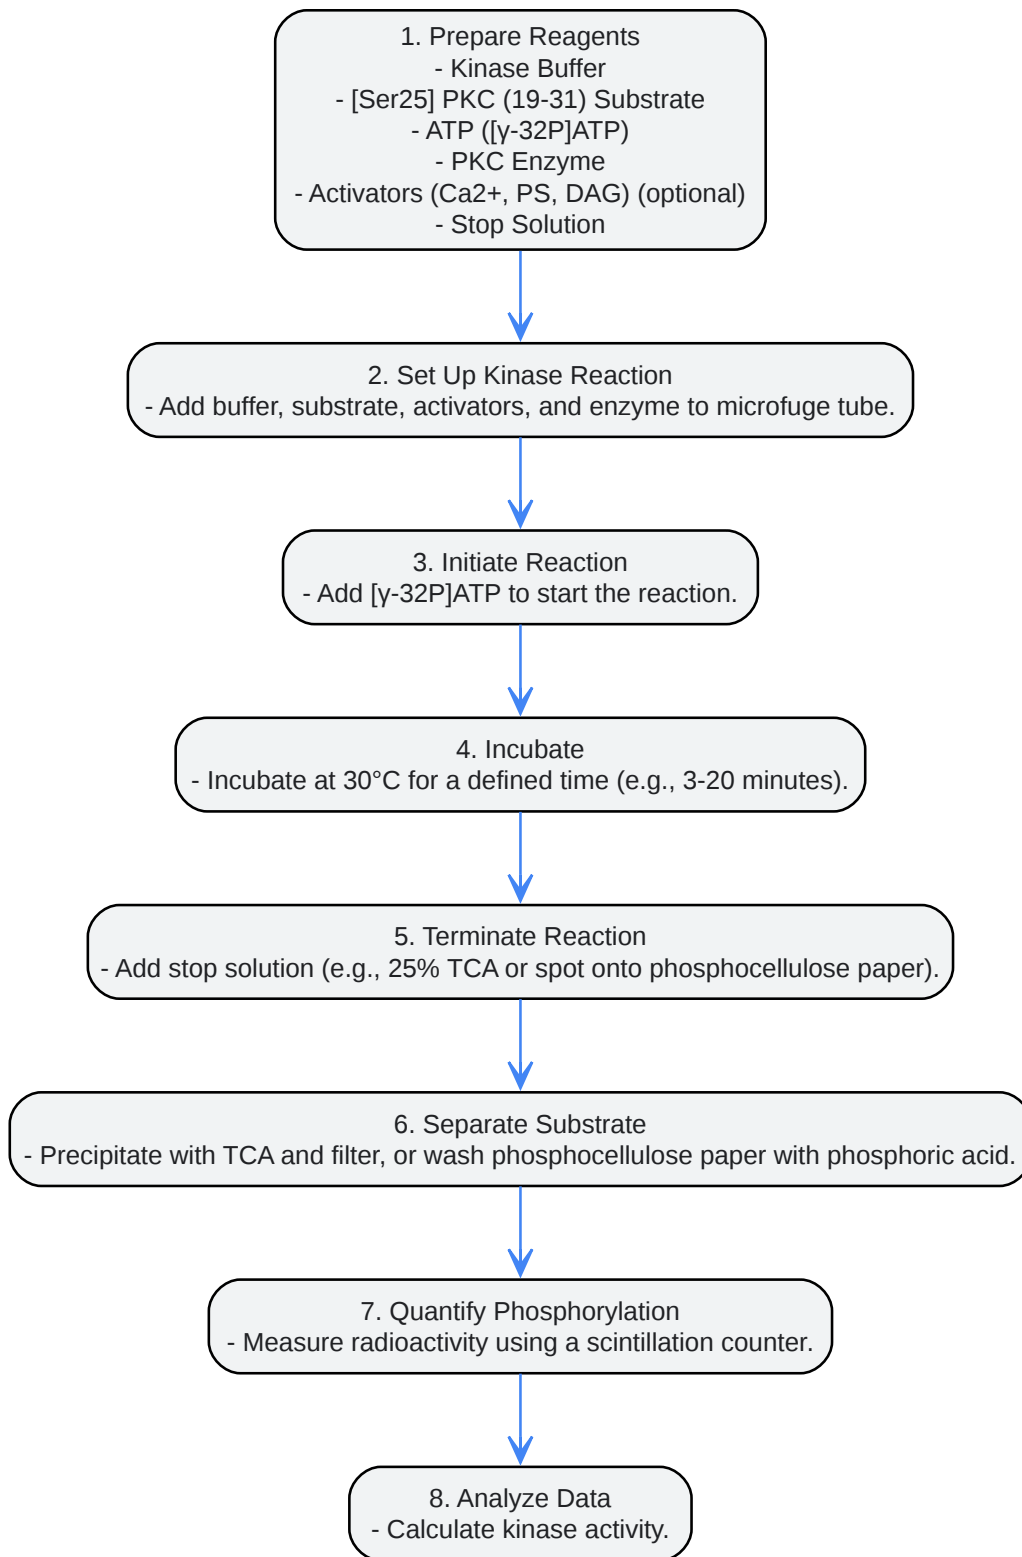 1. Prepare Reagents
- Kinase Buffer
- [Ser25] PKC (19-31) Substrate
- ATP ([γ-32P]ATP)
- PKC Enzyme
- Activators (Ca2+, PS, DAG) (optional)
- Stop Solution
2. Set Up Kinase Reaction
- Add buffer, substrate, activators, and enzyme to microfuge tube.
3. Initiate Reaction
- Add [γ-32P]ATP to start the reaction.
4. Incubate
- Incubate at 30°C for a defined time (e.g., 3-20 minutes).
5. Terminate Reaction
- Add stop solution (e.g., 25% TCA or spot onto phosphocellulose paper).
6. Separate Substrate
- Precipitate with TCA and filter, or wash phosphocellulose paper with phosphoric acid.
7. Quantify Phosphorylation
- Measure radioactivity using a scintillation counter.
8. Analyze Data
- Calculate kinase activity.